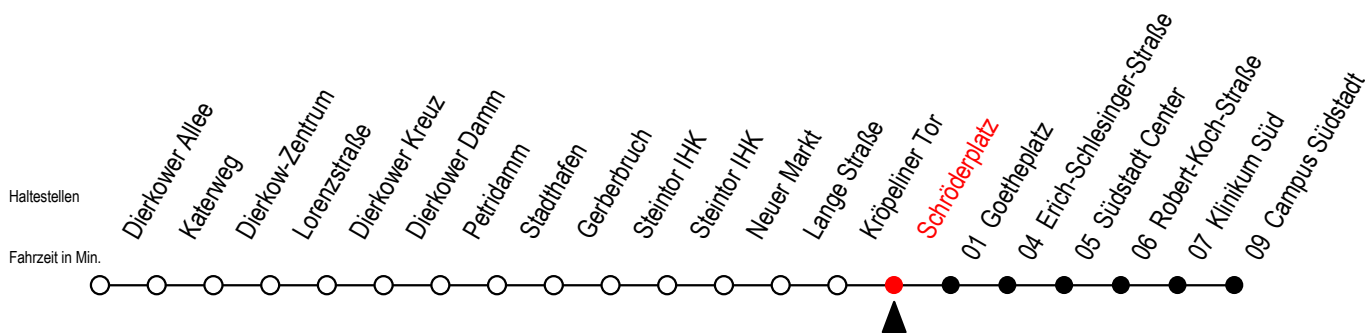 Haltestellen
Fahrzeit in Min.
Dierkower Allee
Katerweg
Dierkow-Zentrum
Lorenzstraße
Dierkower Kreuz
Dierkower Damm
Petridamm
Stadthafen
Gerberbruch
Steintor IHK
Steintor IHK
Neuer Markt
Lange Straße
Kröpeliner Tor
Schröderplatz
01 Goetheplatz
04 Erich-Schlesinger-Straße
05 Südstadt Center
06 Robert-Koch-Straße
07 Klinikum Süd
09 Campus Südstadt